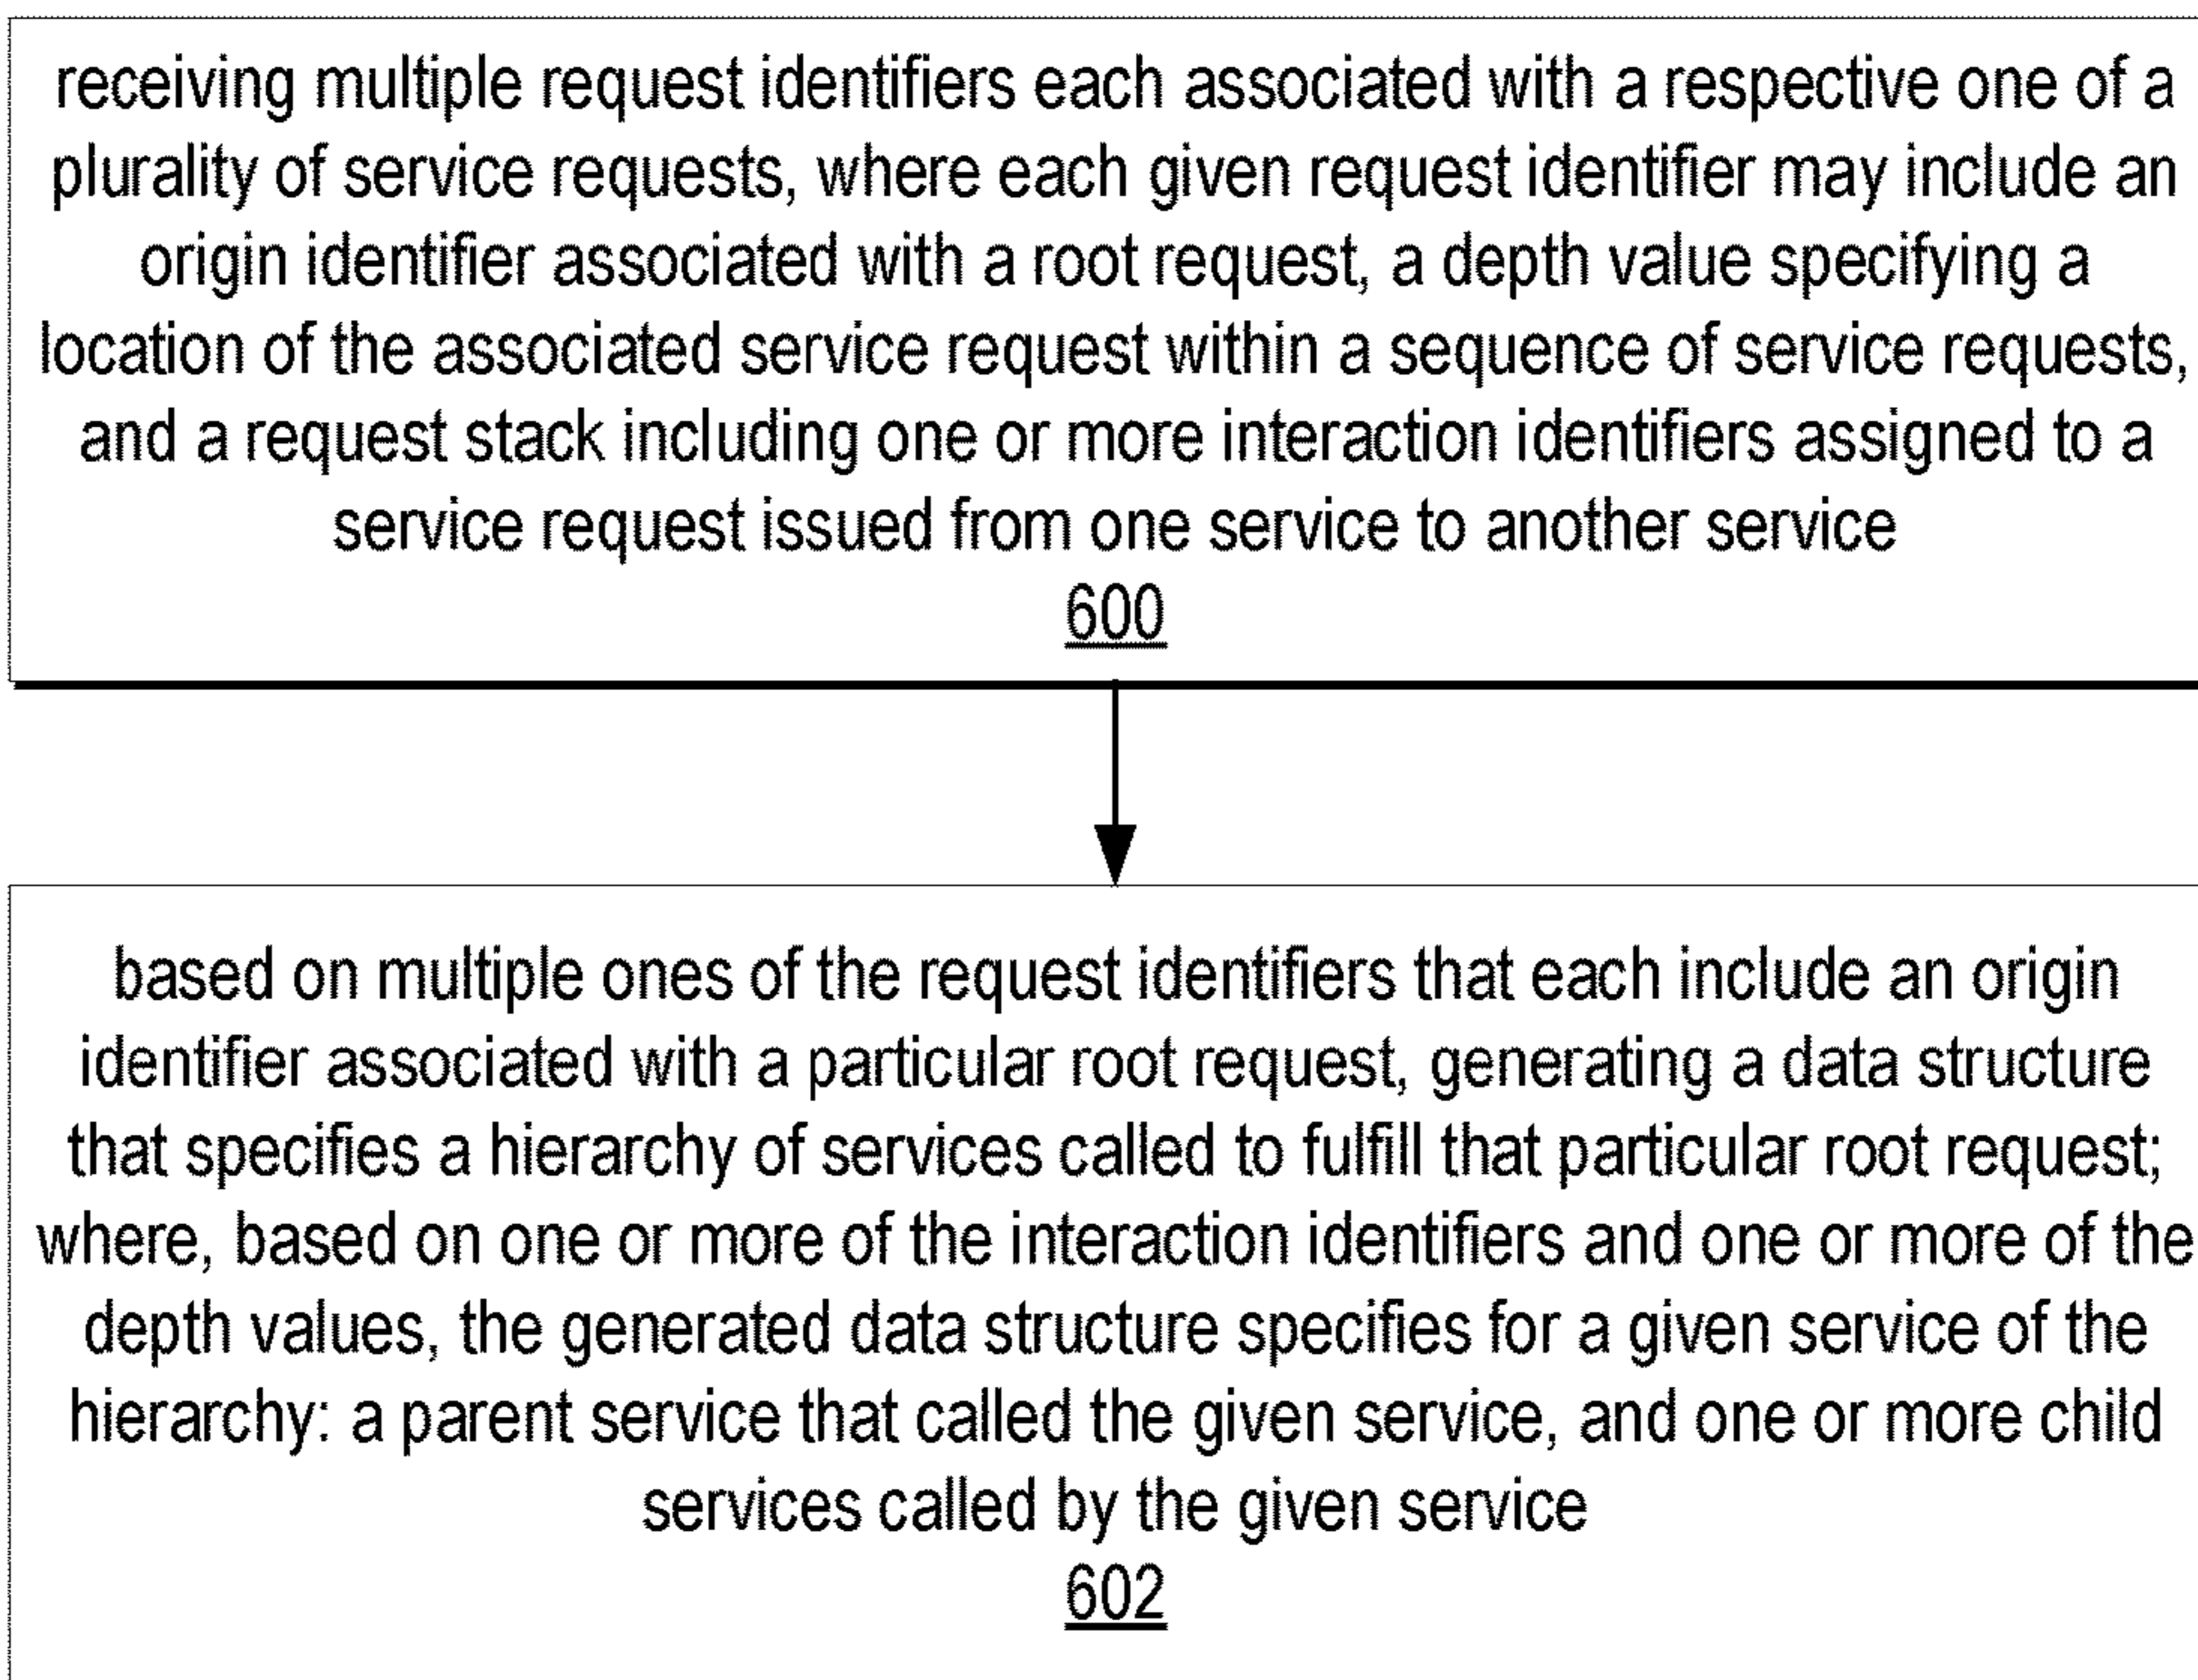 receiving multiple request identifiers each associated with a respective one of a
plurality of service requests, where each given request identifier may include an
origin identifier associated with a root request, a depth value specifying a
location of the associated service request within a sequence of service requests,
and a request stack including one or more interaction identifiers assigned to a
service request issued from one service to another service
600
based on multiple ones of the request identifiers that each include an origin
identifier associated with a particular root request, generating a data structure
that specifies a hierarchy of services called to fulfill that particular root request;
where, based on one or more of the interaction identifiers and one or more of the
depth values, the generated data structure specifies for a given service of the
hierarchy: a parent service that called the given service, and one or more child
services called by the given service
602